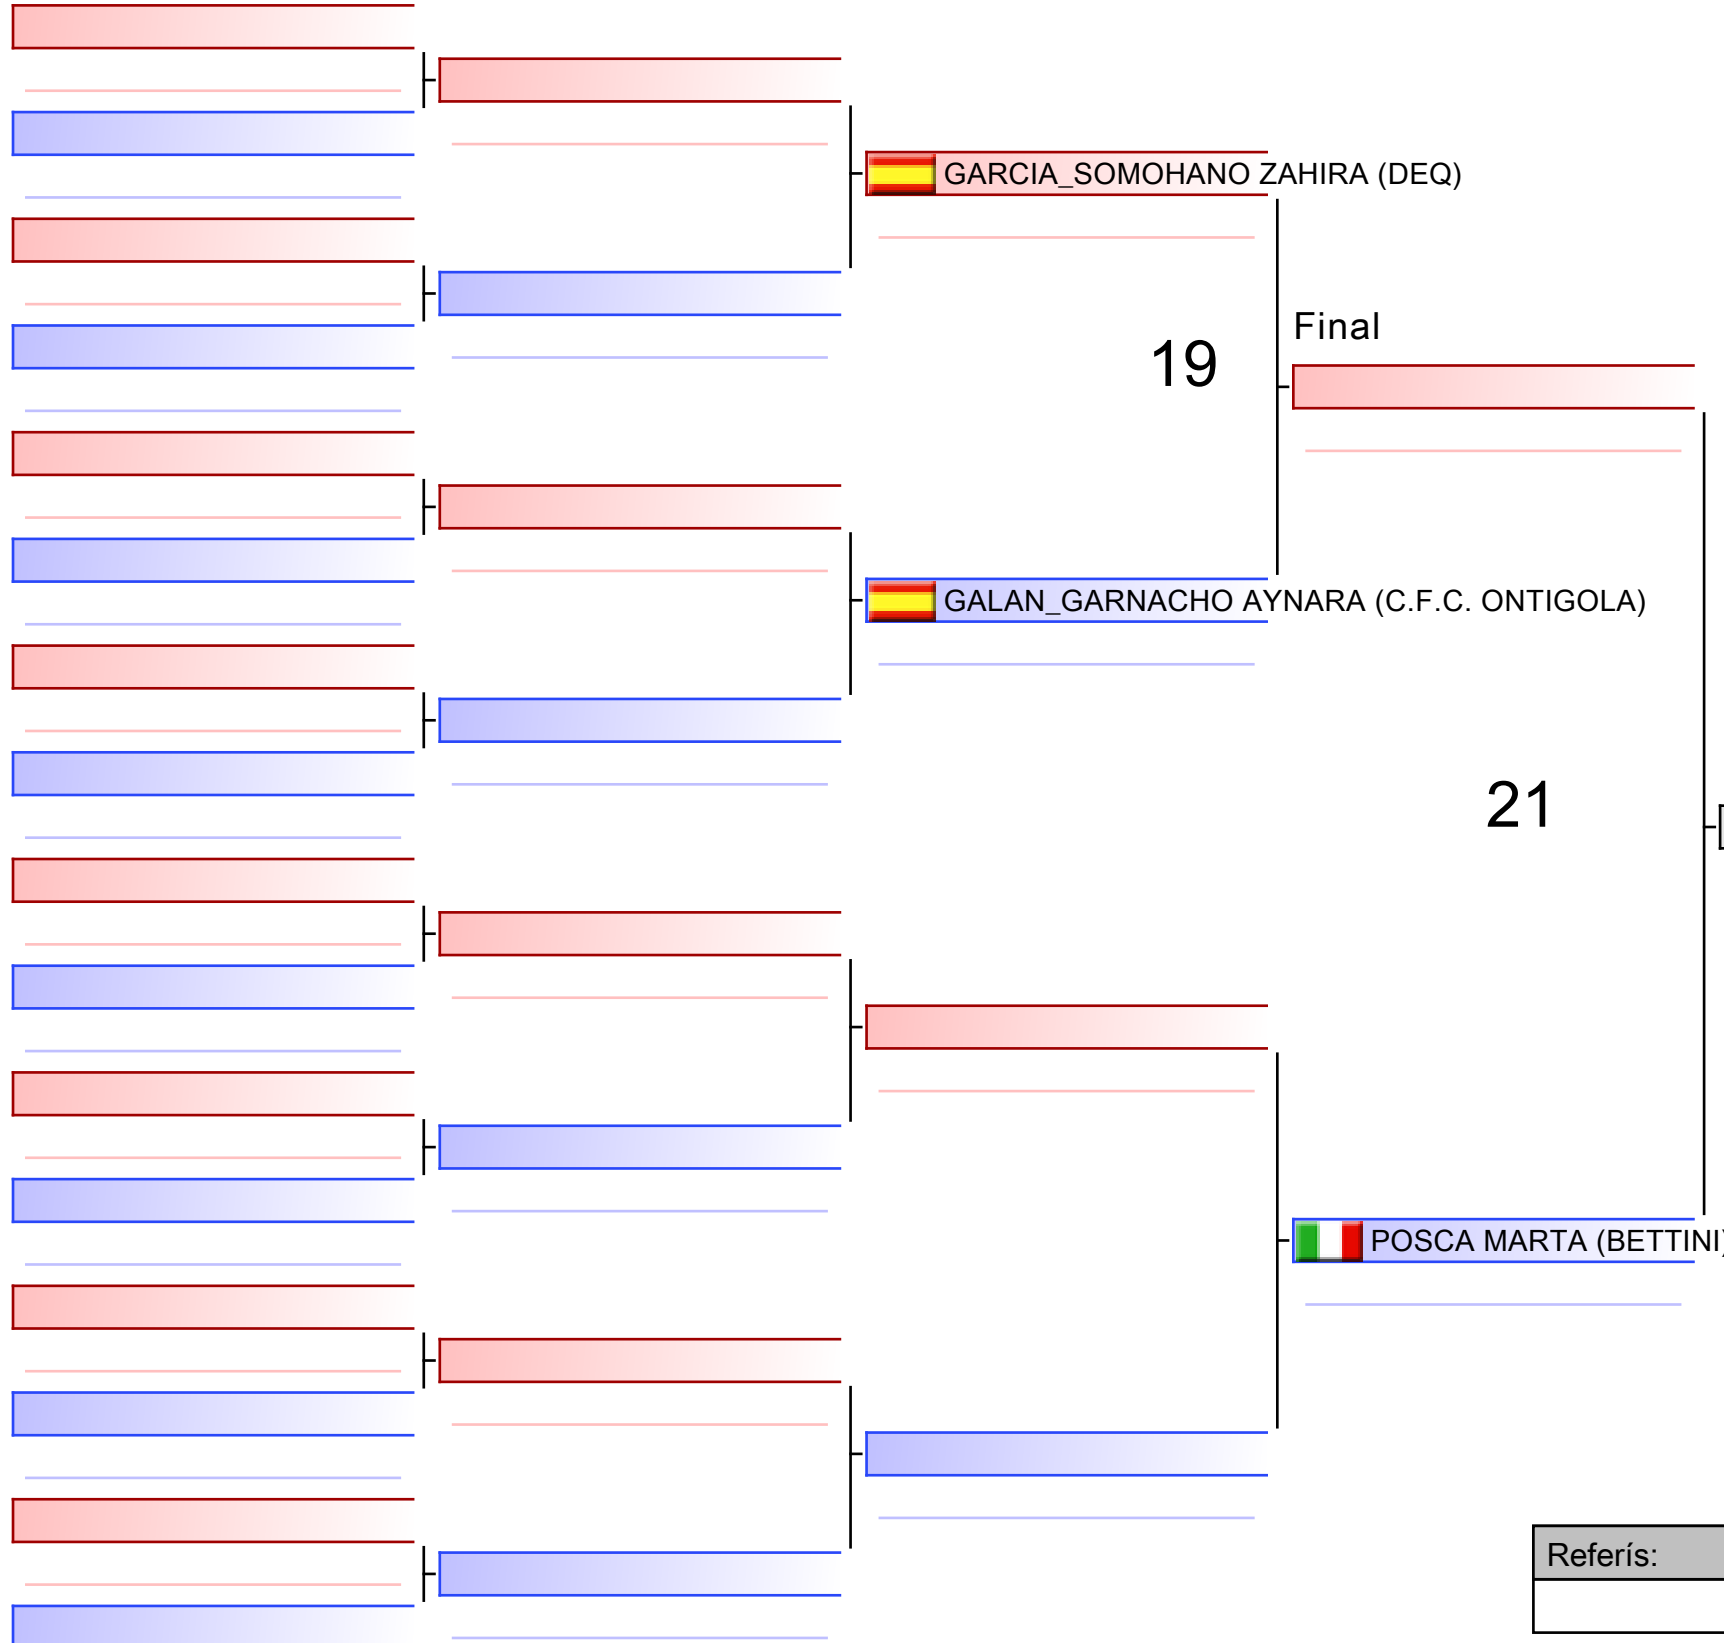 GARCIA_SOMOHANO ZAHIRA (DEQ)
Final
19
GALAN_GARNACHO AYNARA (C.F.C. ONTIGOLA)
21
POSCA MARTA (BETTINI)
Referís: